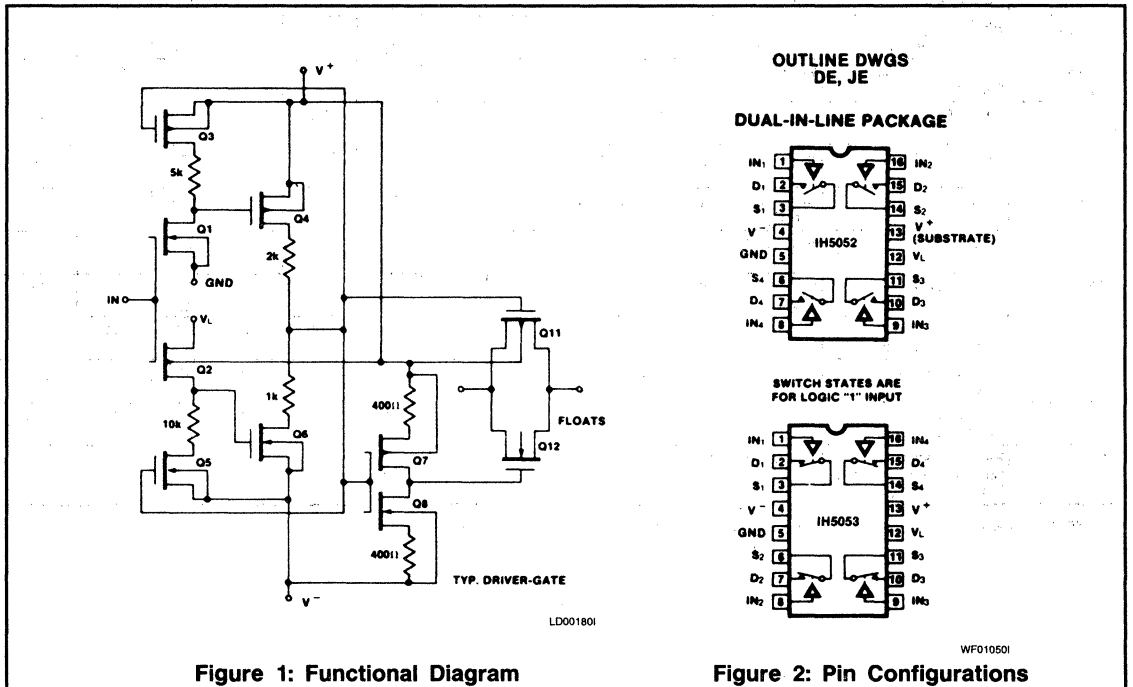 V+
Q3
5k
Q4
Q1
2k
GND
IN
VL
Q11
Q2
1k
400Ω
FLOATS
10k
Q6
Q12
Q7
Q5
Q8
400Ω
TYP. DRIVER-GATE
V−
LD00180I
Figure 1: Functional Diagram
OUTLINE DWGS
DE, JE
DUAL-IN-LINE PACKAGE
IN1 1 16 IN2
D1 2 15 D2
S1 3 14 S2
V− 4 13 V+
(SUBSTRATE)
IH5052
GND 5 12 VL
S4 6 11 S3
D4 7 10 D3
IN4 8 9 IN3
SWITCH STATES ARE
FOR LOGIC "1" INPUT
IN1 1 16 IN4
D1 2 15 D4
S1 3 14 S4
V− 4 13 V+
IH5053
GND 5 12 VL
S2 6 11 S3
D2 7 10 D3
IN2 8 9 IN3
WF01050I
Figure 2: Pin Configurations